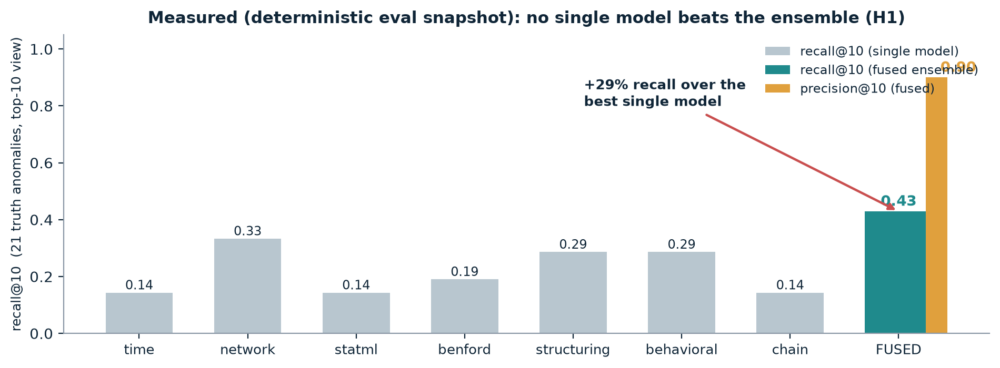 Measured (deterministic eval snapshot): no single model beats the ensemble (H1)
recall@10 (21 truth anomalies, top-10 view)
1.0
0.8
0.6
0.4
0.2
0.0
recall@10 (single model)
recall@10 (fused ensemble)
precision@10 (fused)
+29% recall over the
best single model
0.14
0.33
0.14
0.19
0.29
0.29
0.14
0.43
0.90
time
network
statml
benford
structuring
behavioral
chain
FUSED